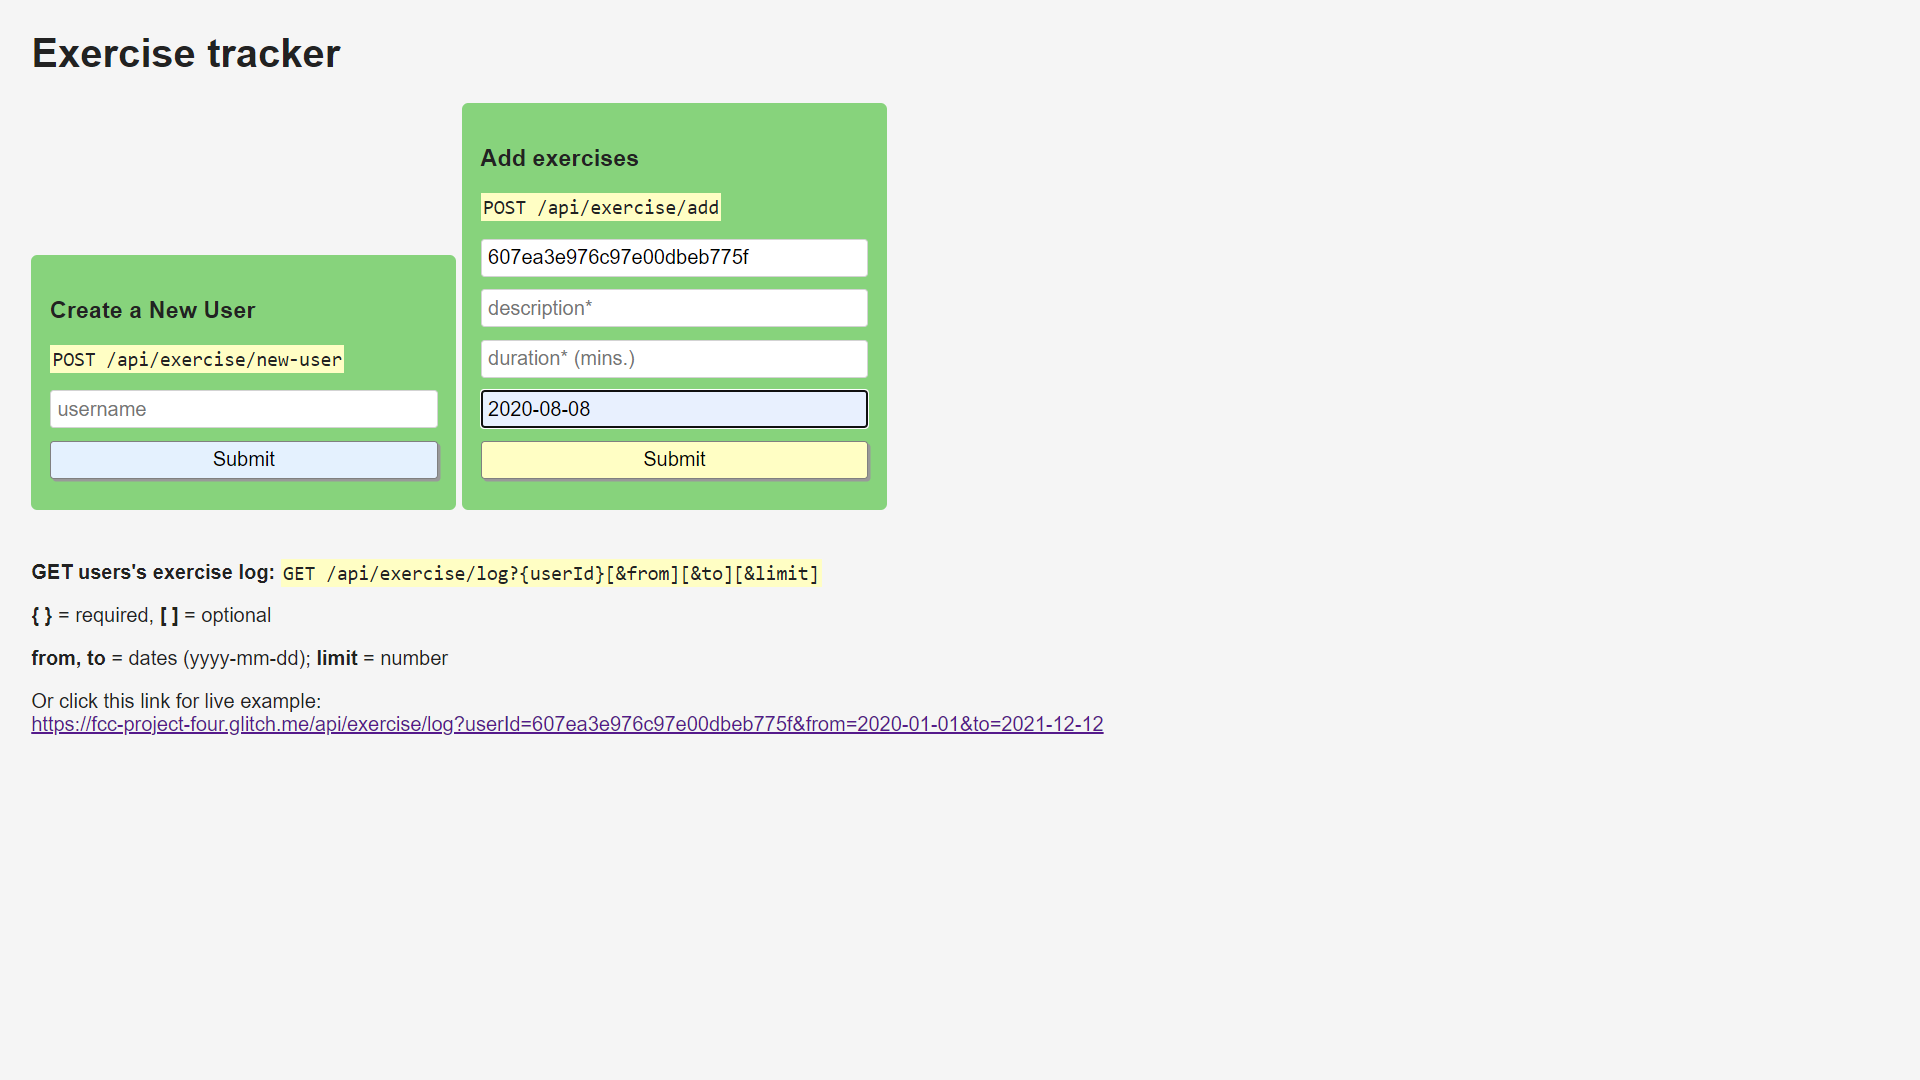 Exercise tracker
Create a New User
POST /api/exercise/new-user
username
Submit
Add exercises
POST /api/exercise/add
607ea3e976c97e00dbeb775f
description*
duration* (mins.)
2020-08-08
Submit
GET users's exercise log: GET /api/exercise/log?{userId}[&from][&to][&limit]
{ } = required, [ ] = optional
from, to = dates (yyyy-mm-dd); limit = number
Or click this link for live example:
https://fcc-project-four.glitch.me/api/exercise/log?userId=607ea3e976c97e00dbeb775f&from=2020-01-01&to=2021-12-12